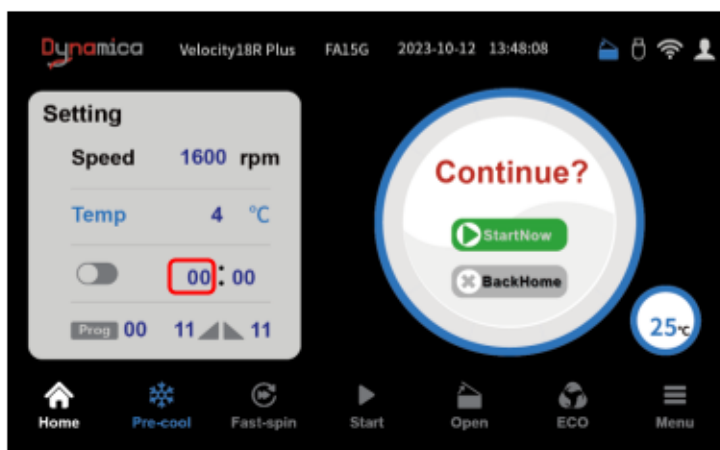 Dynamica Velocity18R Plus FA15G 2023-10-12 13:48:08
Setting
Speed 1600 rpm
Temp 4 °C
00:00
Prog 00 11 11
Continue?
StartNow
BackHome
25℃
Home Pre-cool Fast-spin Start Open ECO Menu